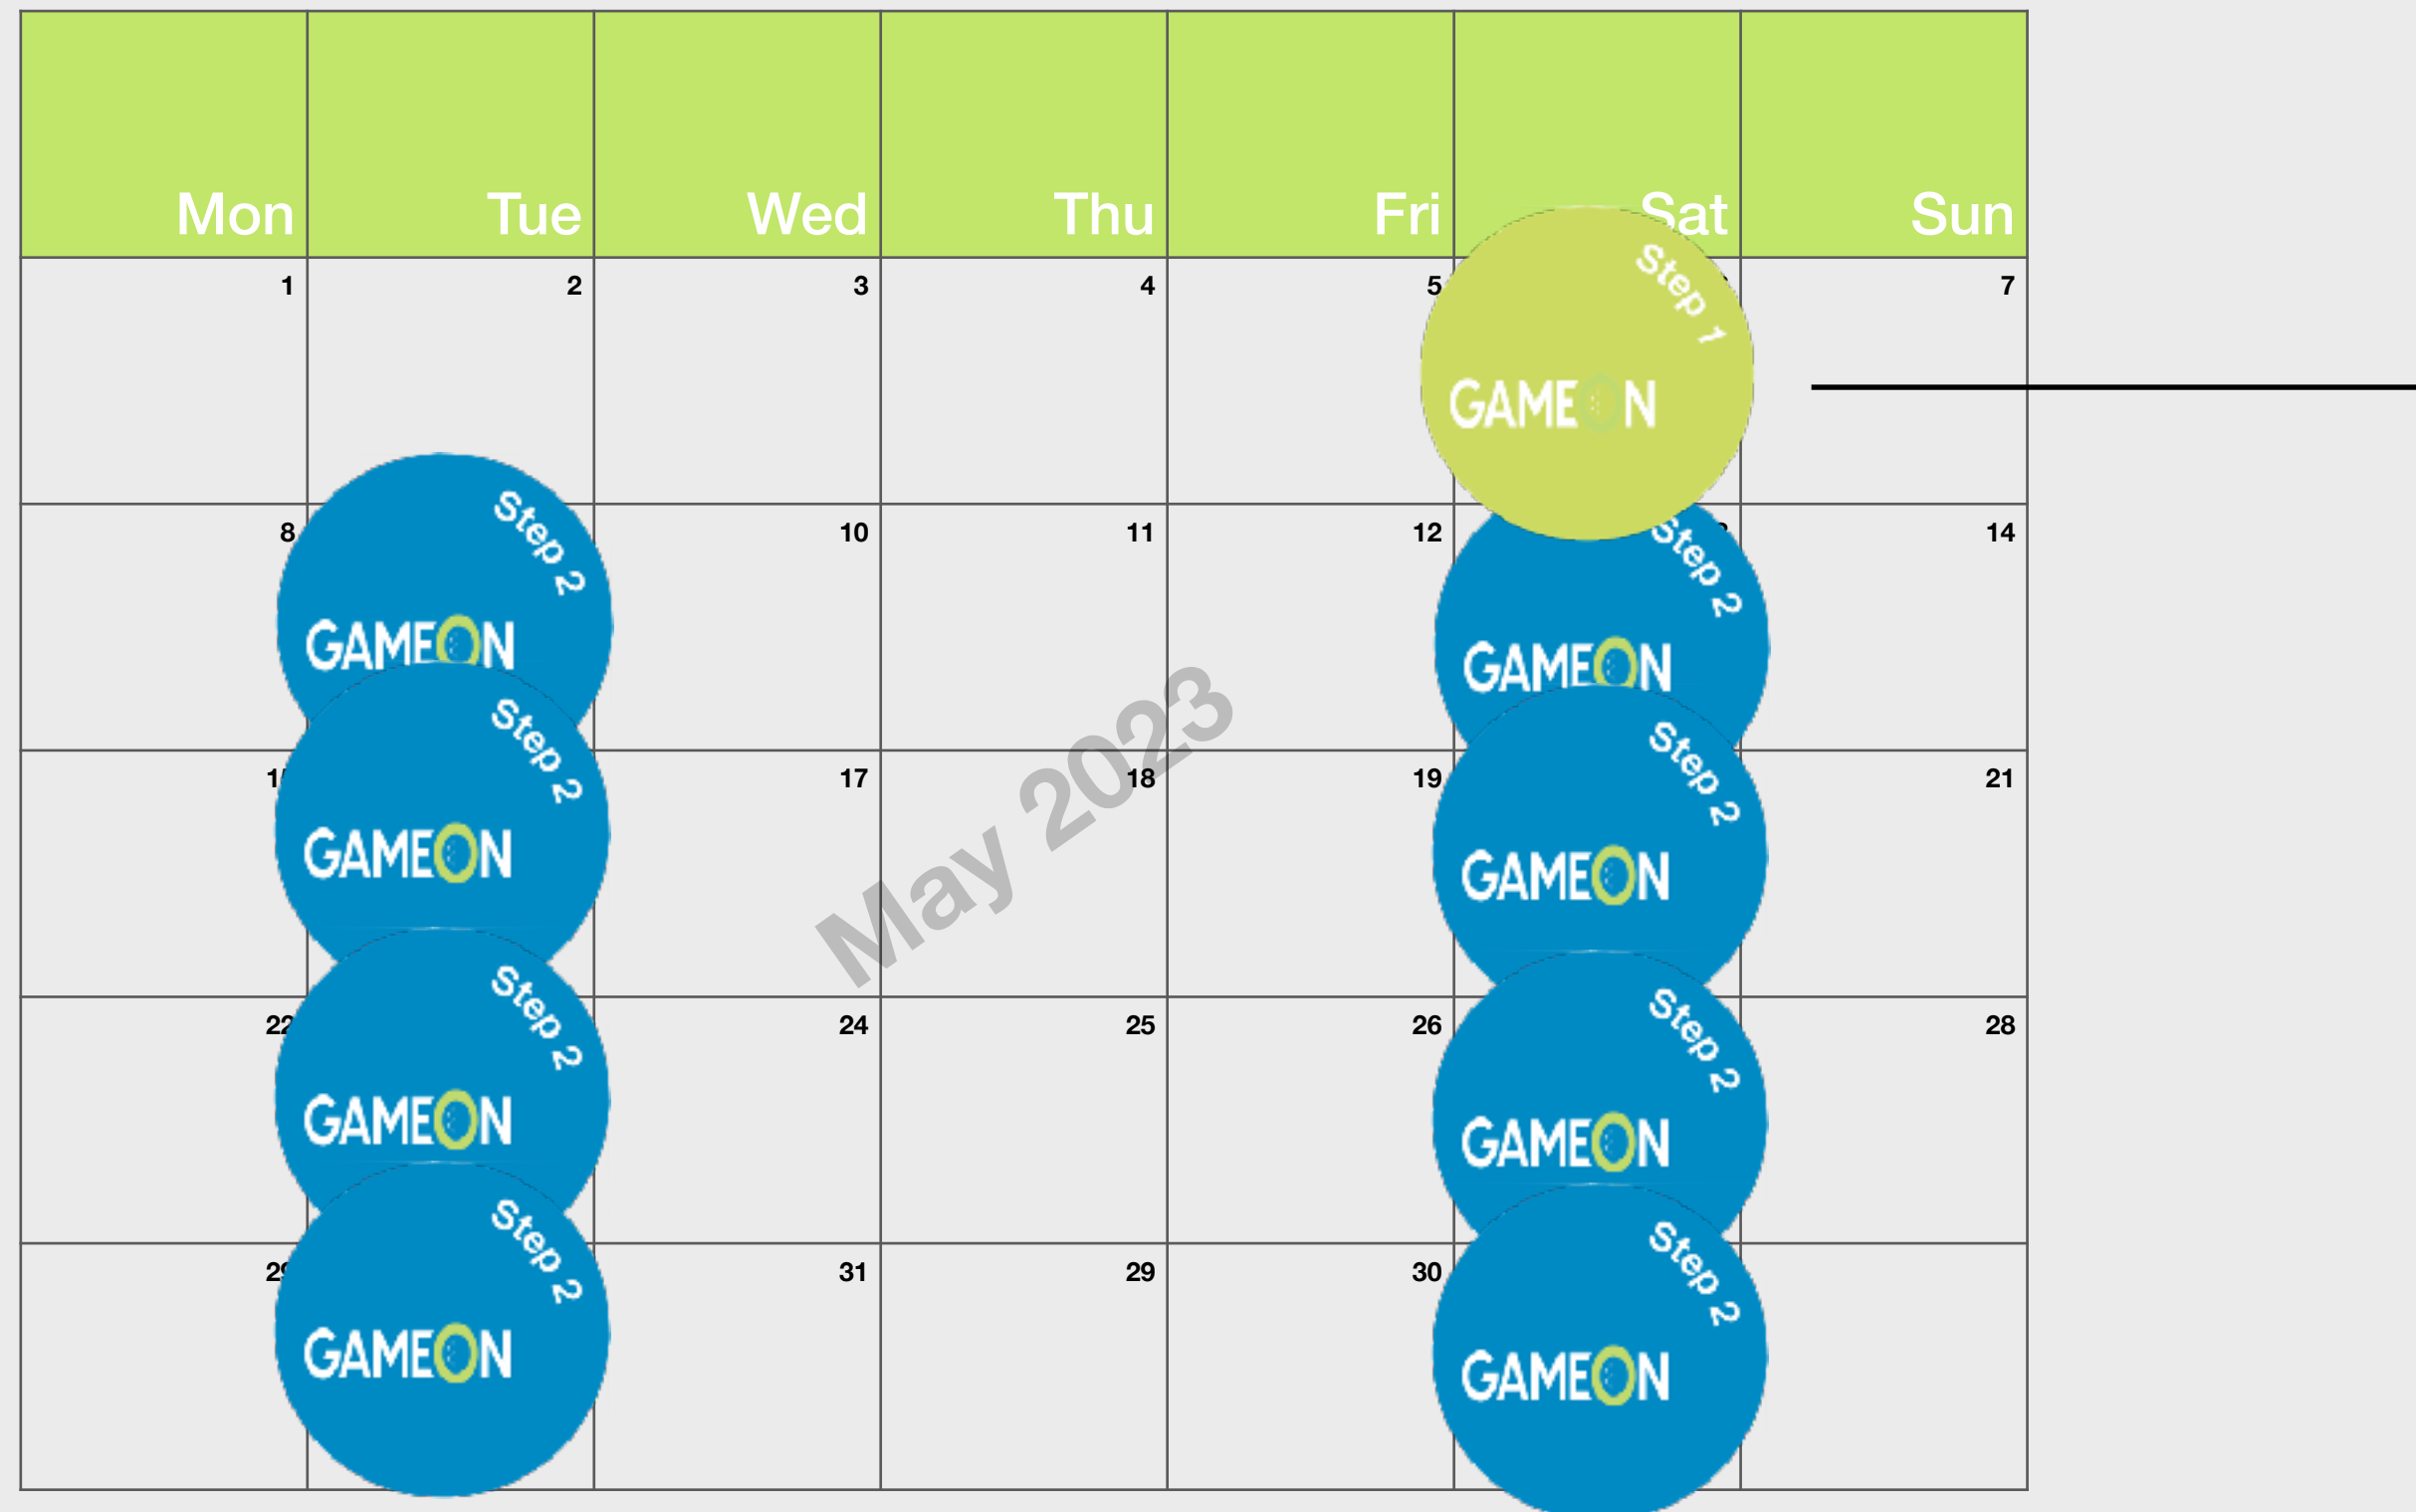 Mon Tue Wed Thu Fri Sat Sun
1 2 3 4 5 7
Step 1
GAMEON
8 10 11 12 14
Step 2 Step 2
GAMEON GAMEON
17 18 19 21
Step 2 Step 2
GAMEON GAMEON
May 2023
22 24 25 26 28
Step 2 Step 2
GAMEON GAMEON
29 31 29 30
Step 2 Step 2
GAMEON GAMEON